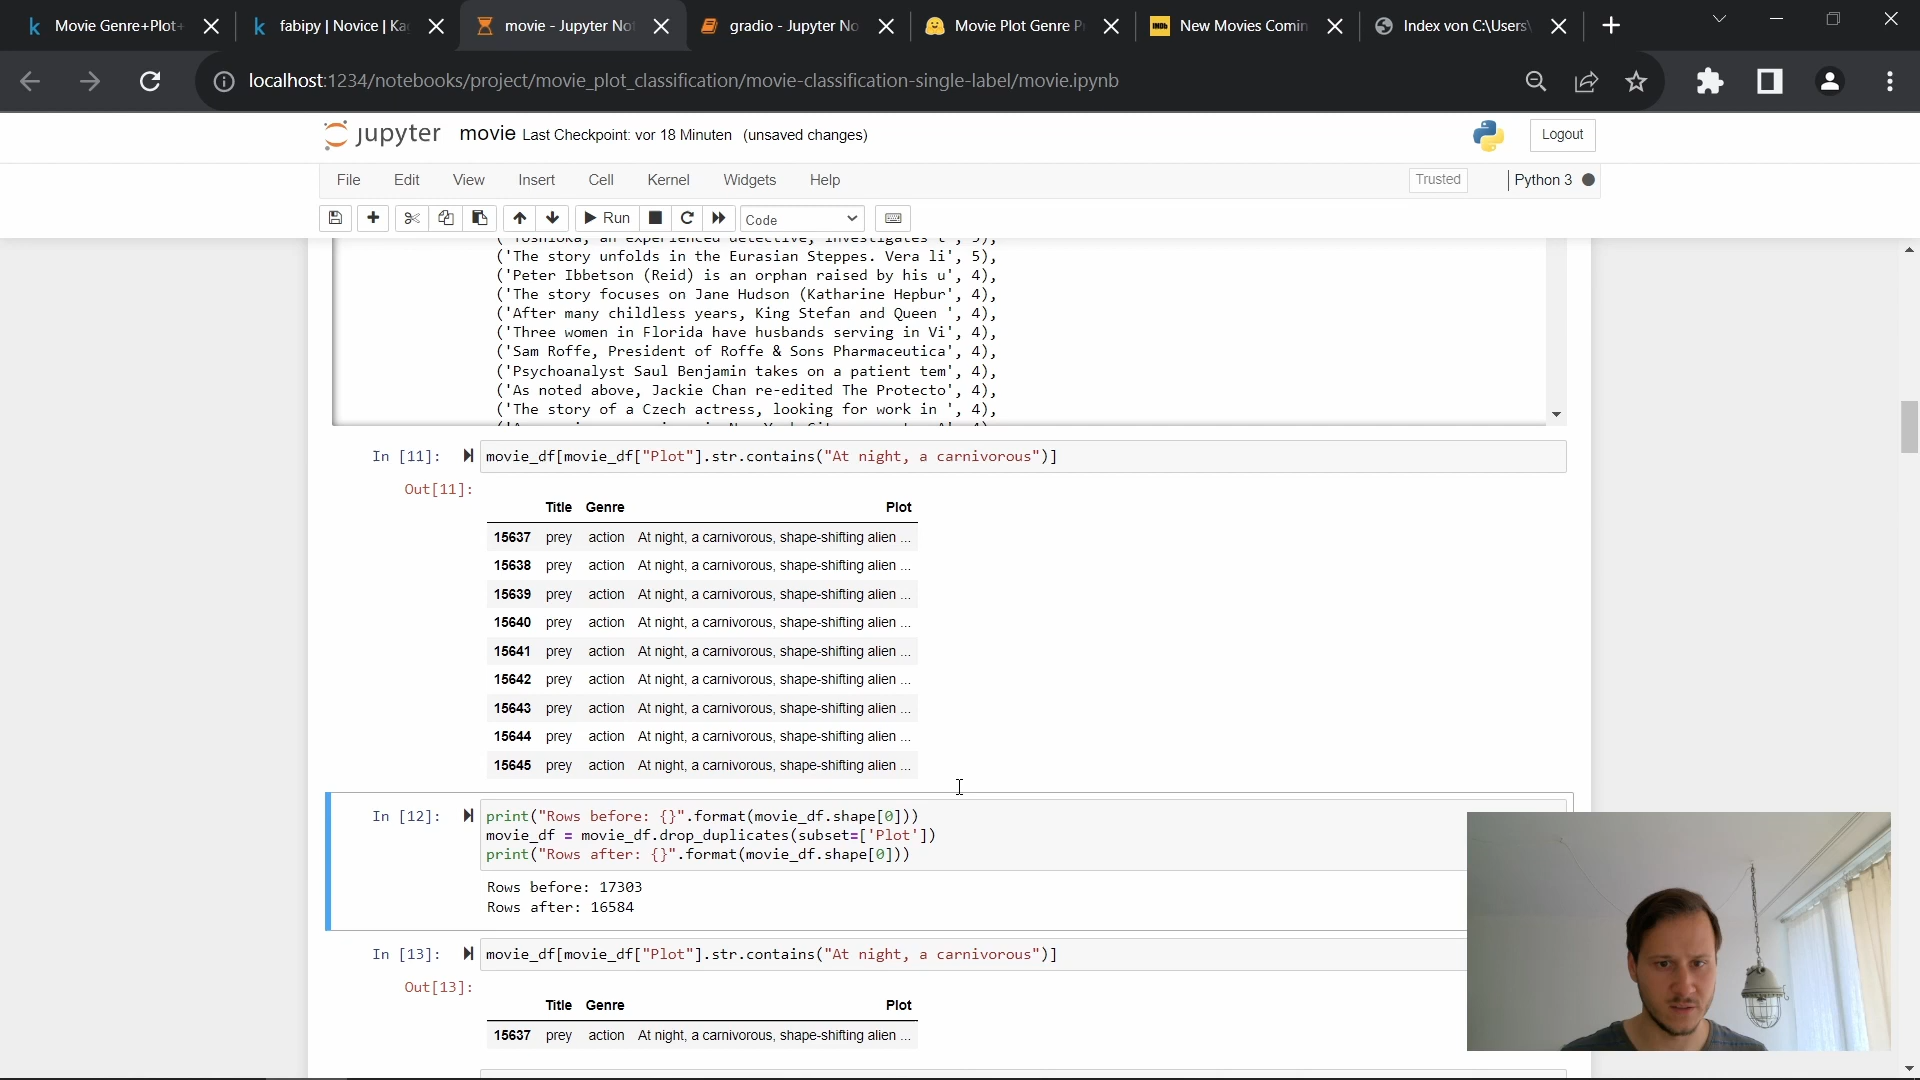 Movie Genre+Plot+
fabipy | Novice | Ka
movie - Jupyter Not
gradio - Jupyter No
Movie Plot Genre P
New Movies Comin
Index von C:\Users\
localhost:1234/notebooks/project/movie_plot_classification/movie-classification-single-label/movie.ipynb
jupyter movie Last Checkpoint: vor 18 Minuten (unsaved changes)
Logout
File Edit View Insert Cell Kernel Widgets Help
Trusted
Python 3
Run
Code
('Yoshioka, an experienced detective, investigates t', 5),
('The story unfolds in the Eurasian Steppes. Vera li', 5),
('Peter Ibbetson (Reid) is an orphan raised by his u', 4),
('The story focuses on Jane Hudson (Katharine Hepbur', 4),
('After many childless years, King Stefan and Queen ', 4),
('Three women in Florida have husbands serving in Vi', 4),
('Sam Roffe, President of Roffe & Sons Pharmaceutica', 4),
('Psychoanalyst Saul Benjamin takes on a patient tem', 4),
('As noted above, Jackie Chan re-edited The Protecto', 4),
('The story of a Czech actress, looking for work in ', 4),
In [11]: movie_df[movie_df["Plot"].str.contains("At night, a carnivorous")]
Out[11]:
Title Genre Plot
15637 prey action At night, a carnivorous, shape-shifting alien ...
15638 prey action At night, a carnivorous, shape-shifting alien ...
15639 prey action At night, a carnivorous, shape-shifting alien ...
15640 prey action At night, a carnivorous, shape-shifting alien ...
15641 prey action At night, a carnivorous, shape-shifting alien ...
15642 prey action At night, a carnivorous, shape-shifting alien ...
15643 prey action At night, a carnivorous, shape-shifting alien ...
15644 prey action At night, a carnivorous, shape-shifting alien ...
15645 prey action At night, a carnivorous, shape-shifting alien ...
In [12]: print("Rows before: {}".format(movie_df.shape[0]))
movie_df = movie_df.drop_duplicates(subset=['Plot'])
print("Rows after: {}".format(movie_df.shape[0]))
Rows before: 17303
Rows after: 16584
In [13]: movie_df[movie_df["Plot"].str.contains("At night, a carnivorous")]
Out[13]:
Title Genre Plot
15637 prey action At night, a carnivorous, shape-shifting alien ...